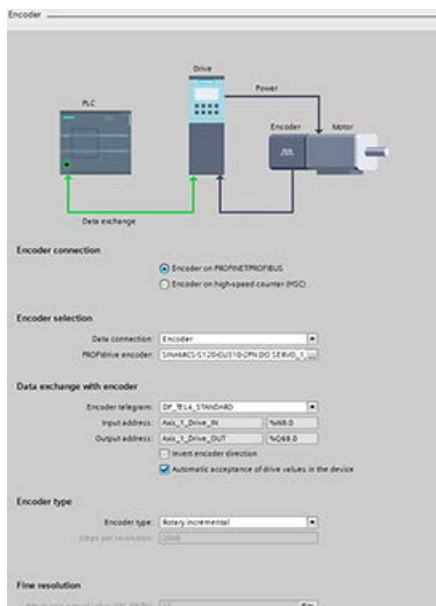 Encoder
Drive
Power
PLC
Encoder Motor
Data exchange
Encoder connection
Encoder on PROFINET/PROFIBUS
Encoder on high-speed counter (HSC)
Encoder selection
Data connection: Encoder
PROFIdrive encoder: SINAMICS-S120-CU310-2PN.DO SERVO_1_ ...
Data exchange with encoder
Encoder telegram: DP_TEL4_STANDARD
Input address: Axis_1_Drive_IN %I68.0
Output address: Axis_1_Drive_OUT %Q68.0
Invert encoder direction
Automatic acceptance of drive values in the device
Encoder type
Encoder type: Rotary incremental
Steps per revolution: 2048
Fine resolution